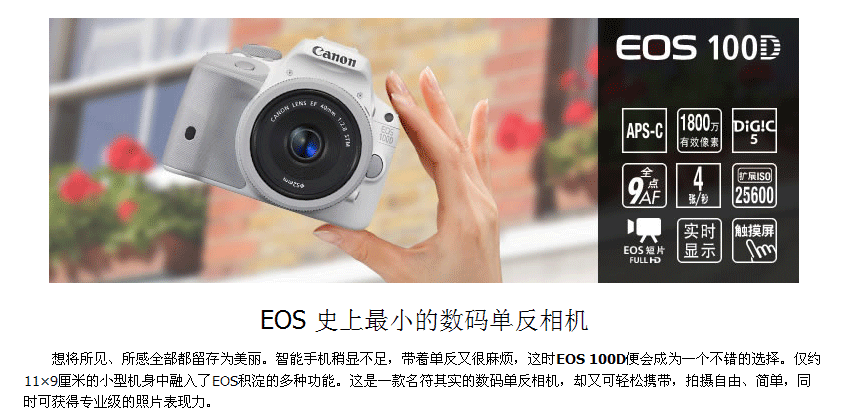 Canon
CANON LENS EF 40mm 1:2.8 STM
ø52mm
EOS
100D
EOS 100D
APS-C
1800万
有效像素
DIGIC
5
全
点
9AF
4
张/秒
扩展ISO
25600
EOS 短片
FULL HD
实时
显示
触摸屏
EOS 史上最小的数码单反相机
想将所见、所感全部都留存为美丽。智能手机稍显不足，带着单反又很麻烦，这时EOS 100D便会成为一个不错的选择。仅约
11×9厘米的小型机身中融入了EOS积淀的多种功能。这是一款名符其实的数码单反相机，却又可轻松携带，拍摄自由、简单，同
时可获得专业级的照片表现力。